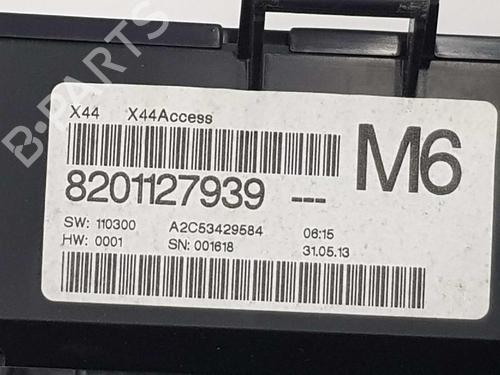 B-PARTS
X44 X44Access
M6
8201127939 ---
SW: 110300 A2C53429584 06:15
HW: 0001 SN: 001618 31.05.13